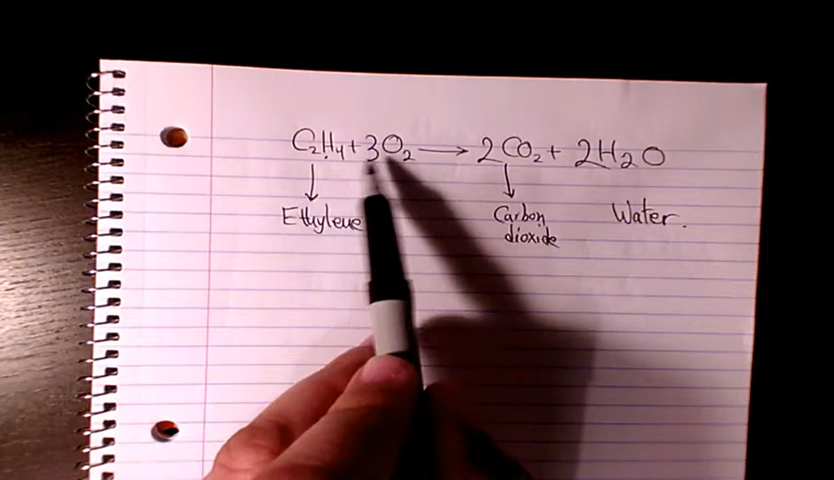 C₂H₄ + 3O₂ → 2CO₂ + 2H₂O
Ethylene Carbon Water.
dioxide